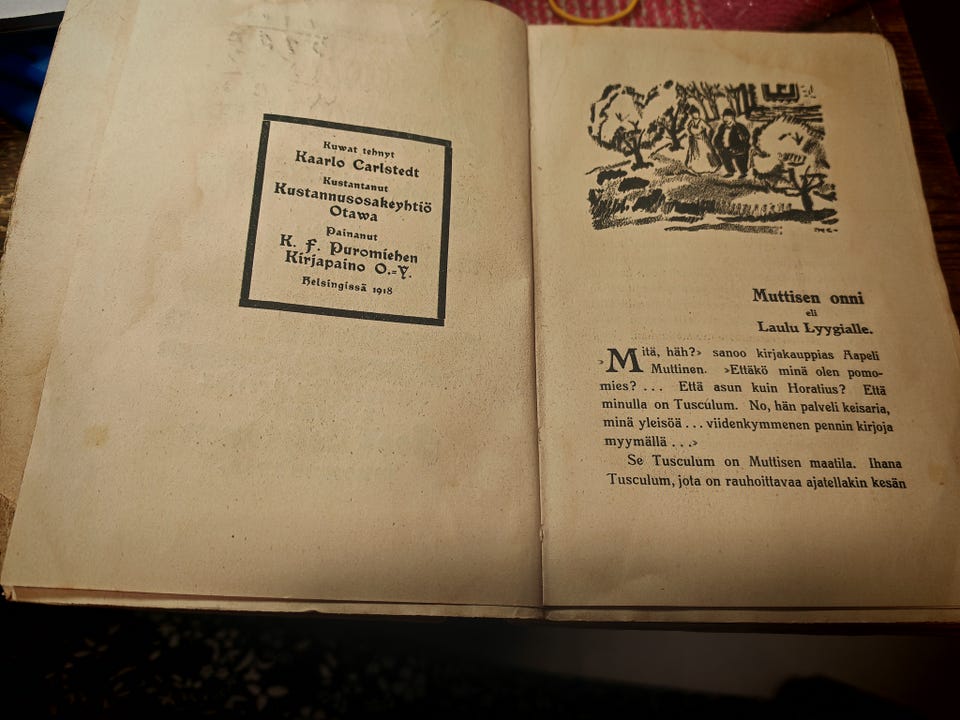 Kuwat tehnyt
Kaarlo Carlstedt
Kustantanut
Kustannusosakeyhtiö
Otawa
Painanut
K. F. Puromiehen
Kirjapaino O.=Y.
Helsingissä 1918
Muttisen onni
eli
Laulu Lyygialle.
»Mitä, häh?» sanoo kirjakauppias Aapeli
Muttinen. »Ettäkö minä olen pomo-
mies? ... Että asun kuin Horatius? Että
minulla on Tusculum. No, hän palveli keisaria,
minä yleisöä ... viidenkymmenen pennin kirjoja
myymällä ...»
Se Tusculum on Muttisen maatila. Ihana
Tusculum, jota on rauhoittavaa ajatellakin kesän